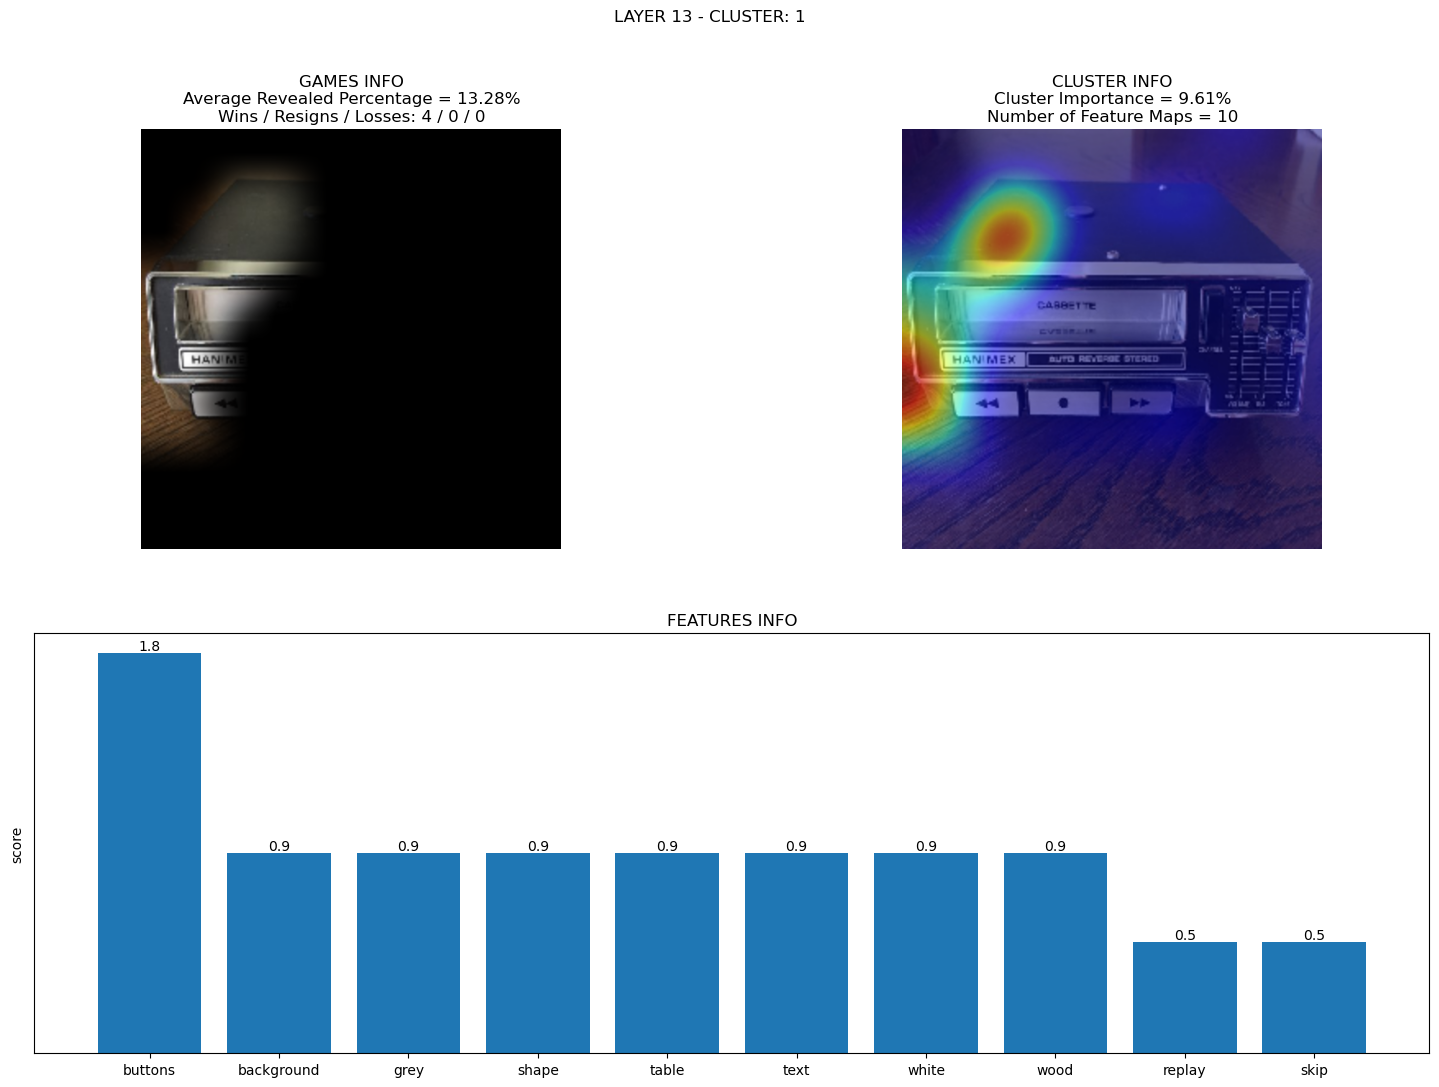 LAYER 13 - CLUSTER: 1
GAMES INFO
Average Revealed Percentage = 13.28%
Wins / Resigns / Losses: 4 / 0 / 0
HANIME
CLUSTER INFO
Cluster Importance = 9.61%
Number of Feature Maps = 10
CASSETTE
HANIMEX
AUTO REVERSE STEREO
FEATURES INFO
score
1.8
0.9
0.9
0.9
0.9
0.9
0.9
0.9
0.5
0.5
buttons
background
grey
shape
table
text
white
wood
replay
skip